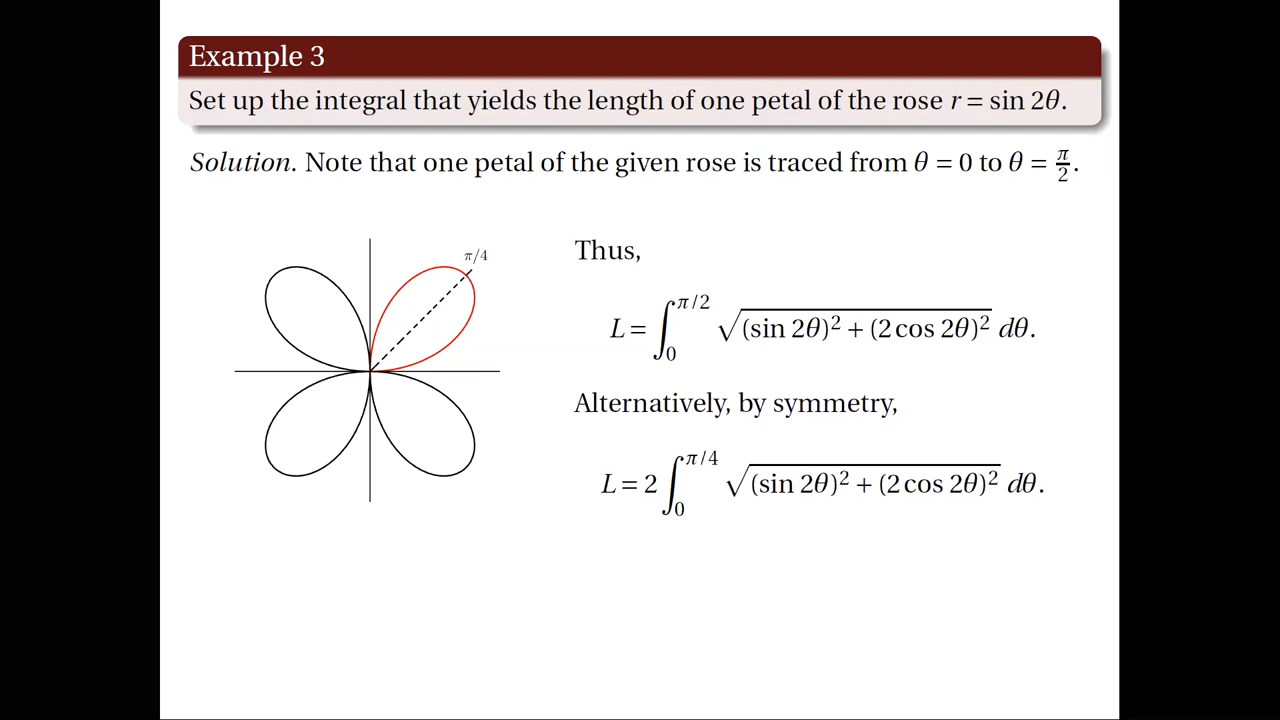 Example 3
Set up the integral that yields the length of one petal of the rose r = sin 2θ.
Solution. Note that one petal of the given rose is traced from θ = 0 to θ = π/2.
π/4
Thus,
L = ∫₀^{π/2} √((sin 2θ)² + (2 cos 2θ)²) dθ.
Alternatively, by symmetry,
L = 2 ∫₀^{π/4} √((sin 2θ)² + (2 cos 2θ)²) dθ.